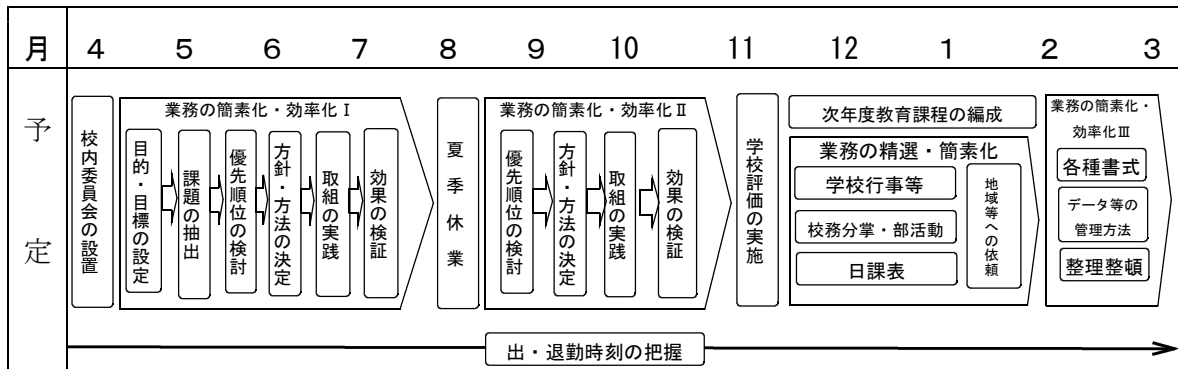 月 4 5 6 7 8 9 10 11 12 1 2 3
予定
校内委員会の設置
業務の簡素化・効率化Ⅰ
目的・目標の設定
課題の抽出
優先順位の検討
方針・方法の決定
取組の実践
効果の検証
夏季休業
業務の簡素化・効率化Ⅱ
優先順位の検討
方針・方法の決定
取組の実践
効果の検証
学校評価の実施
次年度教育課程の編成
業務の精選・簡素化
学校行事等
校務分掌・部活動
日課表
地域等への依頼
業務の簡素化・
効率化Ⅲ
各種書式
データ等の
管理方法
整理整頓
出・退勤時刻の把握